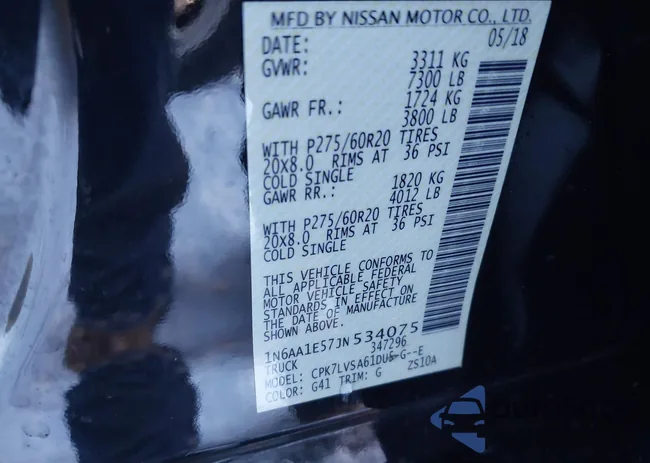 MFD BY NISSAN MOTOR CO., LTD.
DATE: 05/18
GVWR: 3311 KG
7300 LB
GAWR FR.: 1724 KG
3800 LB
WITH P275/60R20 TIRES
20X8.0 RIMS AT 36 PSI
COLD SINGLE
GAWR RR.: 1820 KG
4012 LB
WITH P275/60R20 TIRES
20X8.0 RIMS AT 36 PSI
COLD SINGLE
THIS VEHICLE CONFORMS TO
ALL APPLICABLE FEDERAL
MOTOR VEHICLE SAFETY
STANDARDS IN EFFECT ON
THE DATE OF MANUFACTURE
SHOWN ABOVE.
1N6AA1E57JN534075
TRUCK 347296
MODEL: CPK7LVSA61DUS-G--E
COLOR: G41 TRIM: G ZS10A